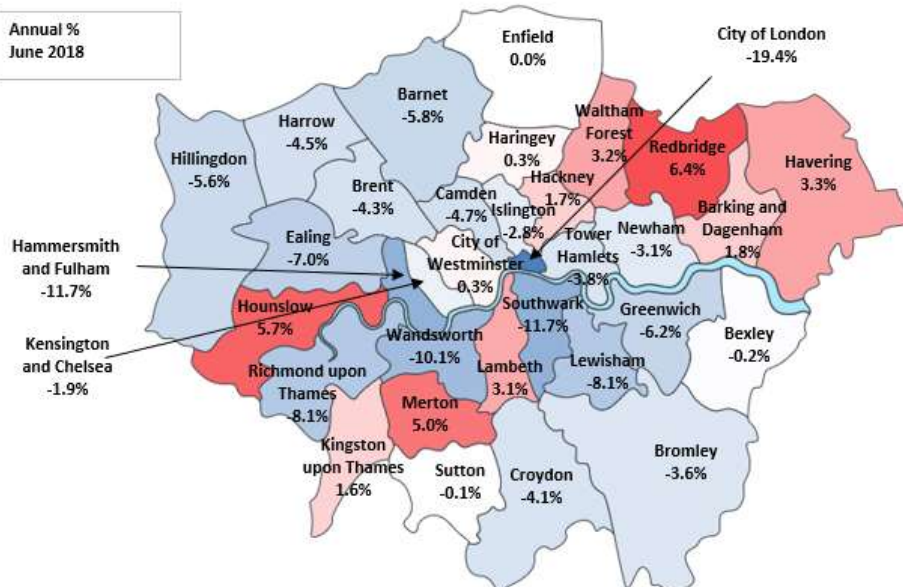 Annual %
June 2018
Enfield
0.0%
City of London
-19.4%
Barnet
-5.8%
Harrow
-4.5%
Hillingdon
-5.6%
Haringey
0.3%
Waltham
Forest
3.2%
Redbridge
6.4%
Havering
3.3%
Hackney
1.7%
Brent
-4.3%
Camden
-4.7%
Islington
-2.8%
Barking and
Dagenham
1.8%
Newham
-3.1%
Tower
Hamlets
-3.8%
Ealing
-7.0%
City of
Westminster
0.3%
Hammersmith
and Fulham
-11.7%
Hounslow
5.7%
Kensington
and Chelsea
-1.9%
Southwark
-11.7%
Greenwich
-6.2%
Bexley
-0.2%
Wandsworth
-10.1%
Lambeth
3.1%
Lewisham
-8.1%
Richmond upon
Thames
-8.1%
Merton
5.0%
Kingston
upon Thames
1.6%
Sutton
-0.1%
Croydon
-4.1%
Bromley
-3.6%